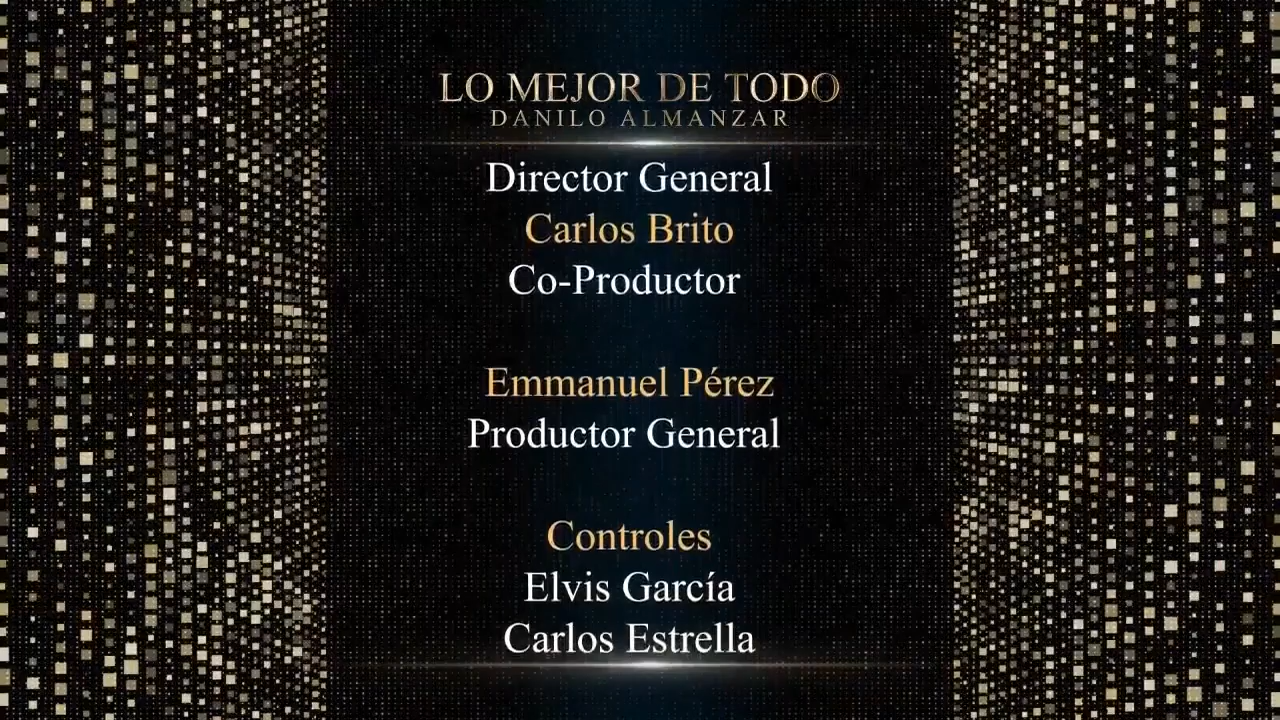 LO MEJOR DE TODO
DANILO ALMANZAR
Director General
Carlos Brito
Co-Productor
Emmanuel Pérez
Productor General
Controles
Elvis García
Carlos Estrella